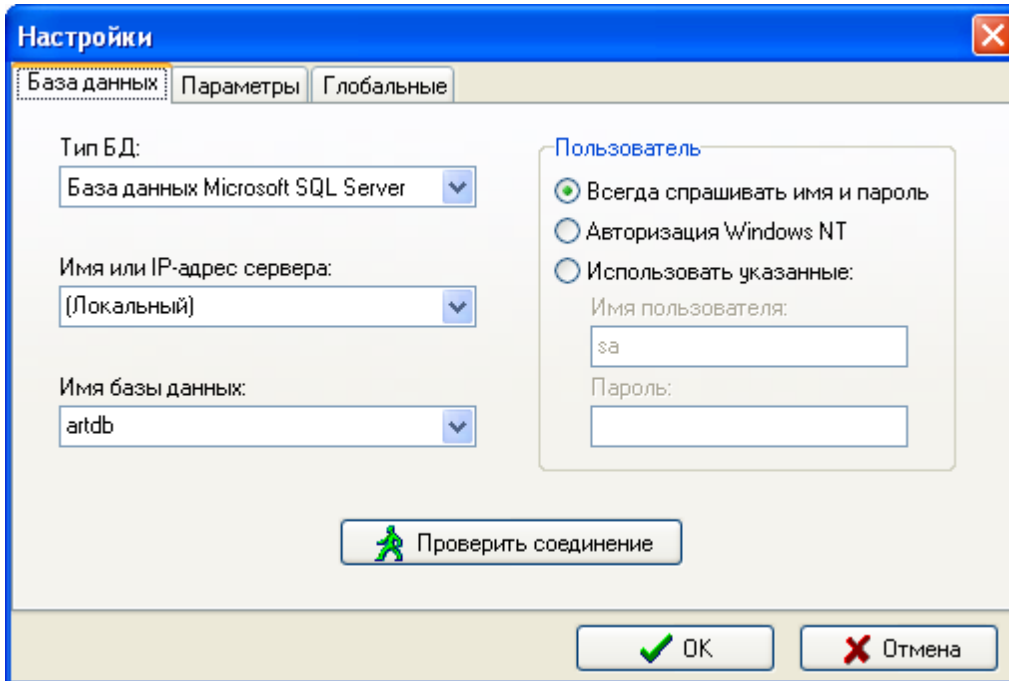 Настройки
База данных Параметры Глобальные
Тип БД:
База данных Microsoft SQL Server
Имя или IP-адрес сервера:
(Локальный)
Имя базы данных:
artdb
Пользователь
Всегда спрашивать имя и пароль
Авторизация Windows NT
Использовать указанные:
Имя пользователя:
sa
Пароль:
Проверить соединение
OK Отмена